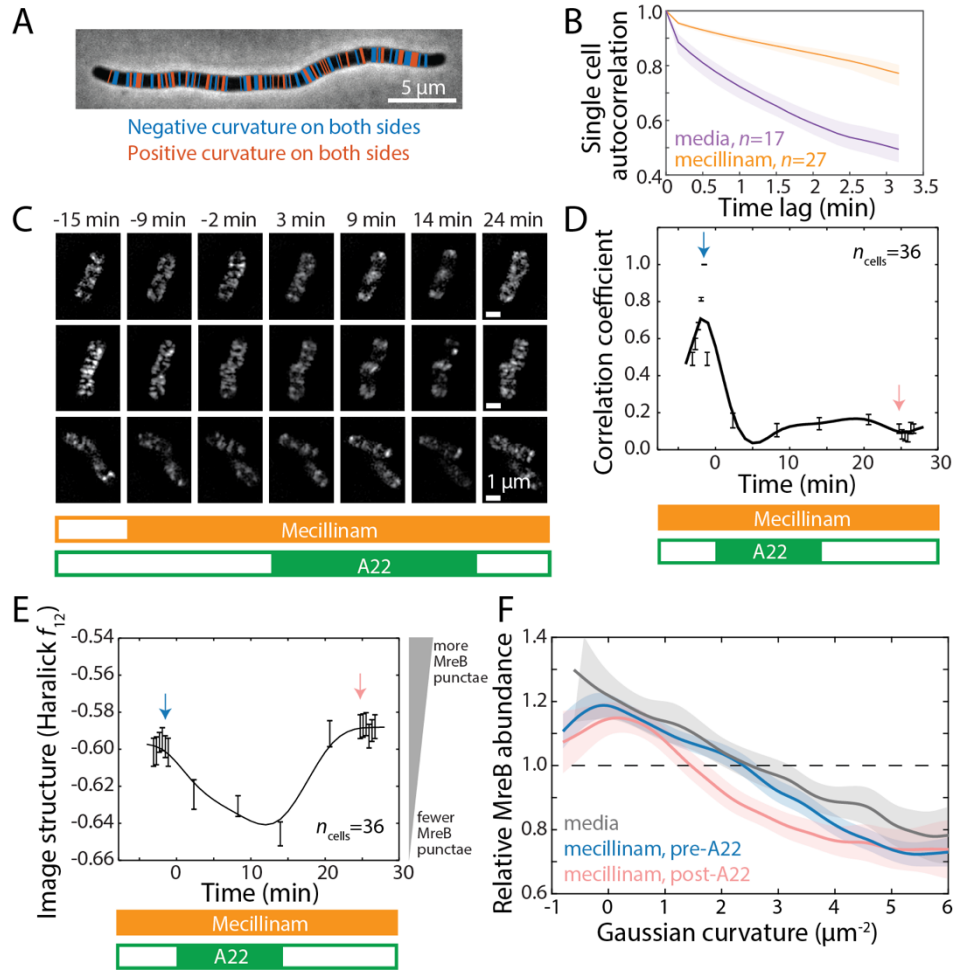 A
5 μm
Negative curvature on both sides
Positive curvature on both sides
B
Single cell
autocorrelation
1.0
0.8
0.6
0.4
media, n=17
mecillinam, n=27
0 0.5 1 1.5 2 2.5 3 3.5
Time lag (min)
C
-15 min -9 min -2 min 3 min 9 min 14 min 24 min
1 μm
Mecillinam
A22
D
Correlation coefficient
1.0
0.8
0.6
0.4
0.2
0.0
n cells=36
0 10 20 30
Time (min)
Mecillinam
A22
E
Image structure (Haralick f12)
-0.54
-0.56
-0.58
-0.60
-0.62
-0.64
-0.66
more
MreB
punctae
fewer
MreB
punctae
n cells=36
0 10 20 30
Time (min)
Mecillinam
A22
F
Relative MreB abundance
1.4
1.2
1.0
0.8
0.6
media
mecillinam, pre-A22
mecillinam, post-A22
-1 0 1 2 3 4 5 6
Gaussian curvature (μm-2)